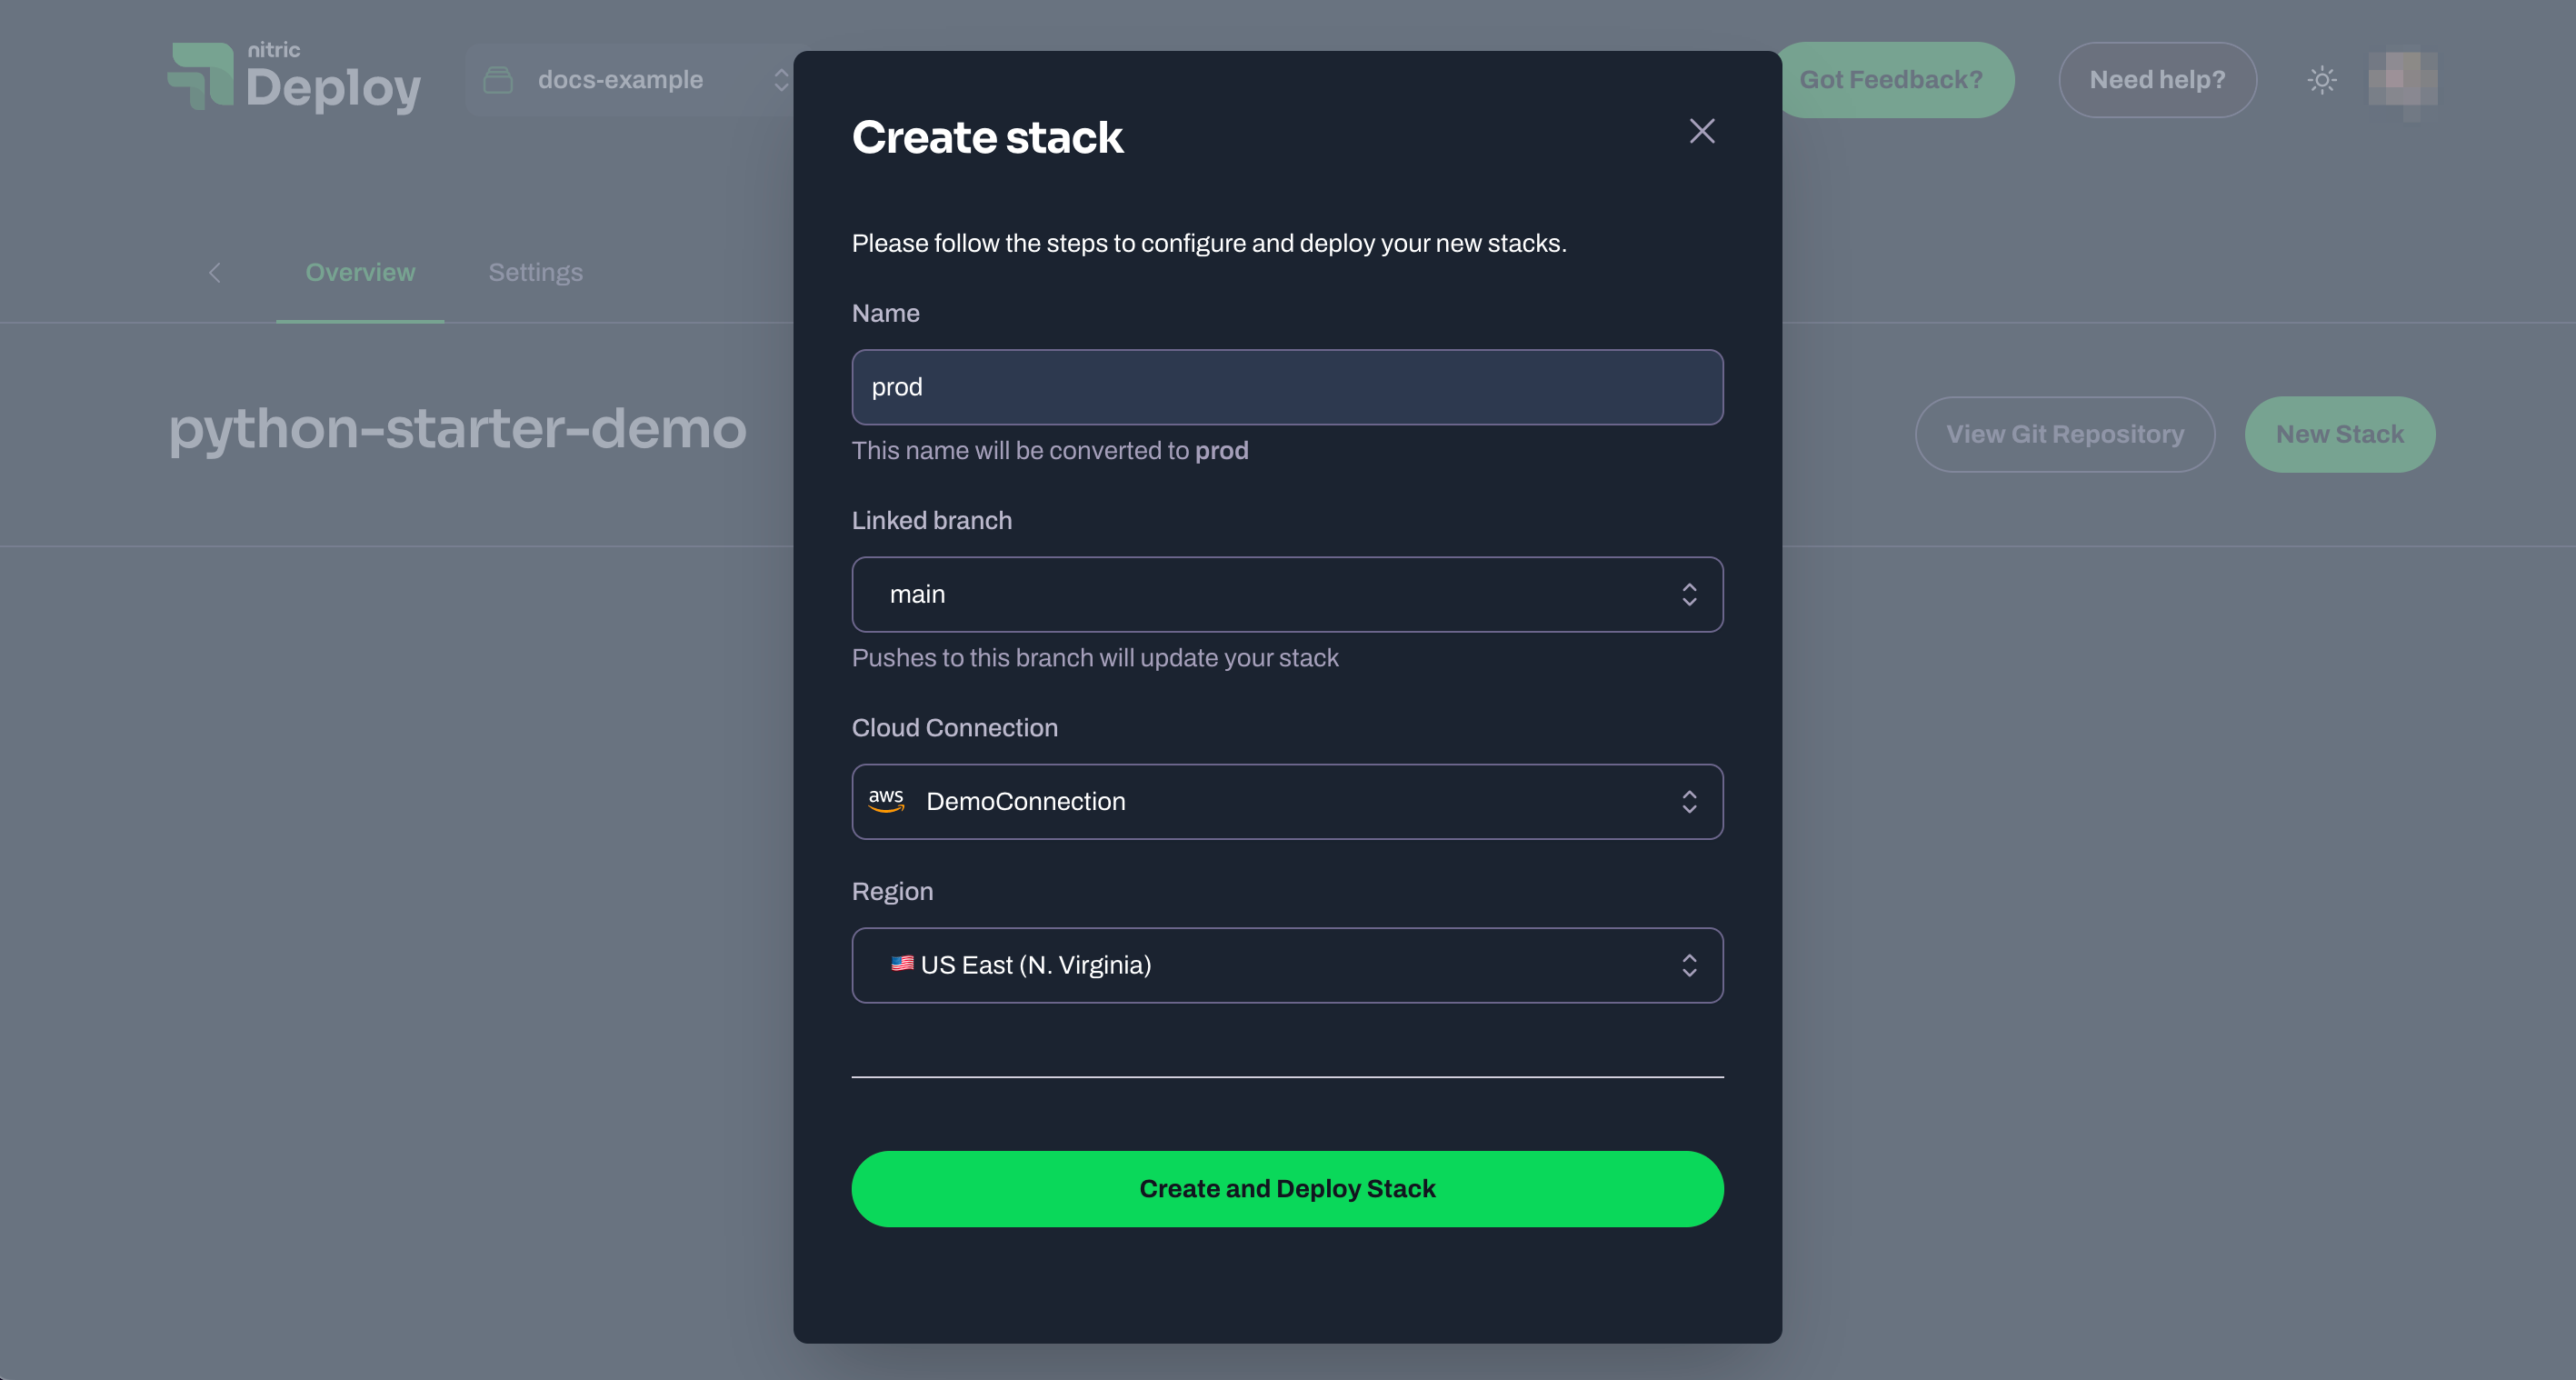 nitric
Deploy
docs-example
Got Feedback?
Need help?
Overview
Settings
python-starter-demo
View Git Repository
New Stack
Create stack
Please follow the steps to configure and deploy your new stacks.
Name
prod
This name will be converted to prod
Linked branch
main
Pushes to this branch will update your stack
Cloud Connection
aws DemoConnection
Region
US East (N. Virginia)
Create and Deploy Stack